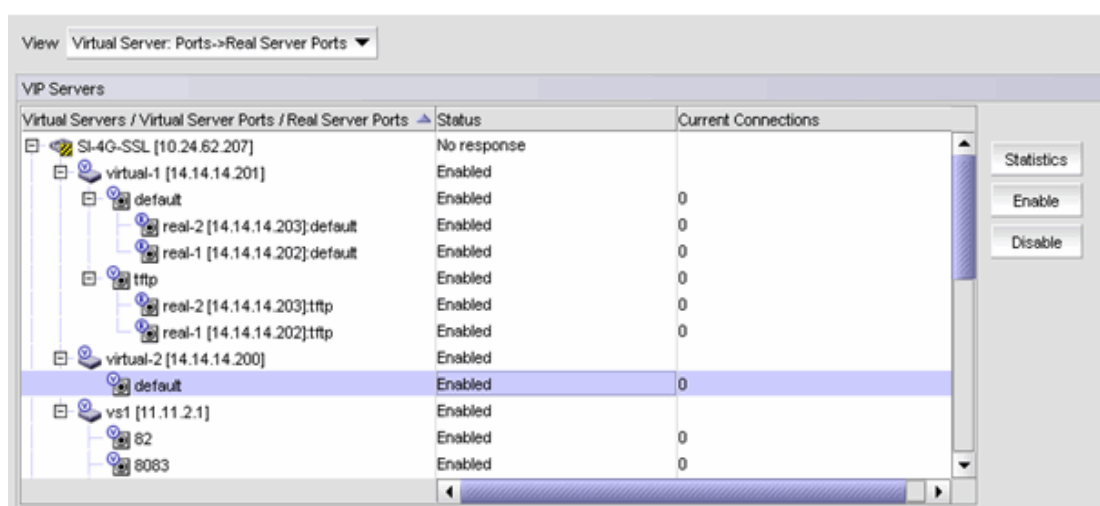 View Virtual Server: Ports->Real Server Ports
VIP Servers
Virtual Servers / Virtual Server Ports / Real Server Ports Status Current Connections
SI-4G-SSL [10.24.62.207] No response
Statistics
virtual-1 [14.14.14.201] Enabled
default Enabled 0
Enable
real-2 [14.14.14.203]:default Enabled 0
Disable
real-1 [14.14.14.202]:default Enabled 0
tftp Enabled 0
real-2 [14.14.14.203]:tftp Enabled 0
real-1 [14.14.14.202]:tftp Enabled 0
virtual-2 [14.14.14.200] Enabled
default Enabled 0
vs1 [11.11.2.1] Enabled
82 Enabled 0
8083 Enabled 0